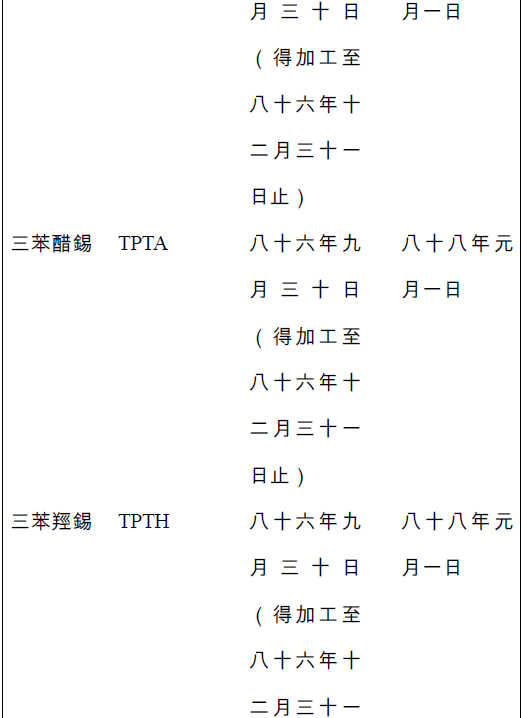 月三十日 月一日
(得加工至
八十六年十
二月三十一
日止)
三苯醋錫 TPTA 八十六年九 八十八年元
月三十日 月一日
(得加工至
八十六年十
二月三十一
日止)
三苯羥錫 TPTH 八十六年九 八十八年元
月三十日 月一日
(得加工至
八十六年十
二月三十一